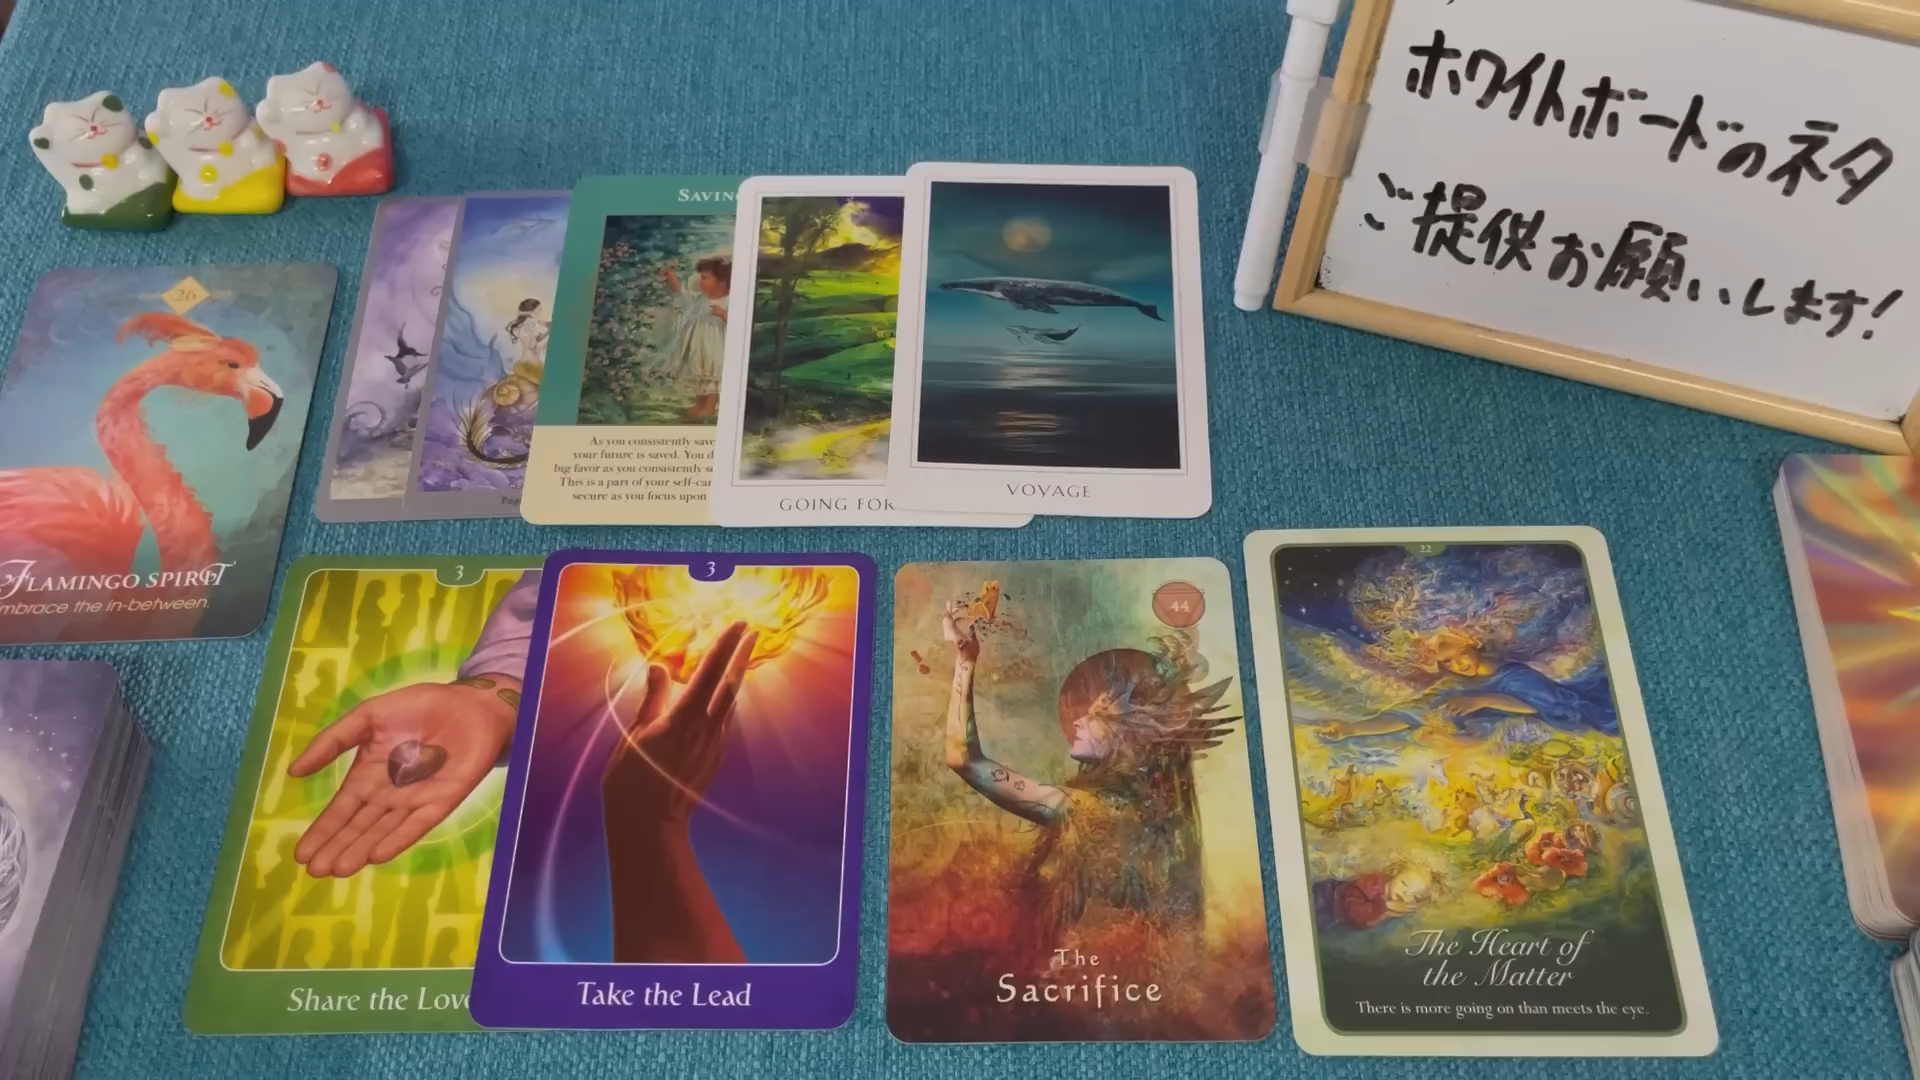 ホワイトボードのネタ
ご提供お願いします!
26
FLAMINGO SPIRIT
the in-between.
SAVIN
As you consistently save
your future is saved. You d
big favor as you consistently s
This is a part of your self-car
secure as you focus upon
GOING FOR
VOYAGE
3
Share the Love
3
Take the Lead
44
The
Sacrifice
22
The Heart of
the Matter
There is more going on than meets the eye.